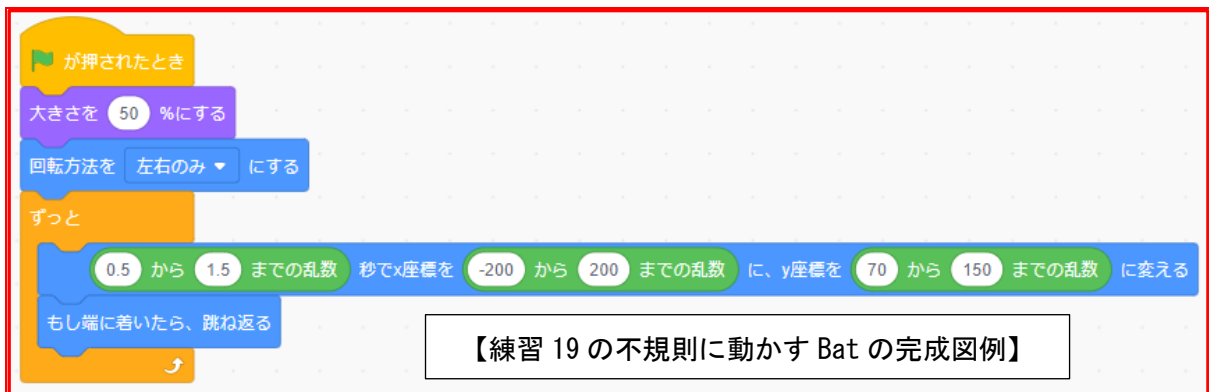 が押されたとき
大きさを 50 %にする
回転方法を 左右のみ にする
ずっと
0.5 から 1.5 までの乱数 秒でx座標を -200 から 200 までの乱数 に、y座標を 70 から 150 までの乱数 に変える
もし端に着いたら、跳ね返る
【練習 19 の不規則に動かす Bat の完成図例】